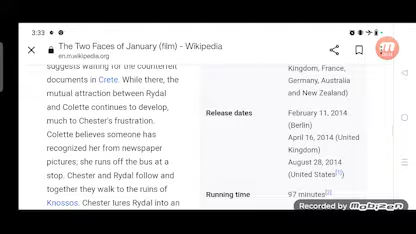 3:33
The Two Faces of January (film) - Wikipedia
en.m.wikipedia.org
suggests waiting for the counterfeit
documents in Crete. While there, the
mutual attraction between Rydal
and Colette continues to develop,
much to Chester's frustration.
Colette believes someone has
recognized her from newspaper
pictures; she runs off the bus at a
stop. Chester and Rydal follow and
together they walk to the ruins of
Knossos. Chester lures Rydal into an
Kingdom, France,
Germany, Australia
and New Zealand)
Release dates
February 11, 2014
(Berlin)
April 16, 2014 (United
Kingdom)
August 28, 2014
(United States[1])
Running time
97 minutes[2]
Recorded by Mobizen